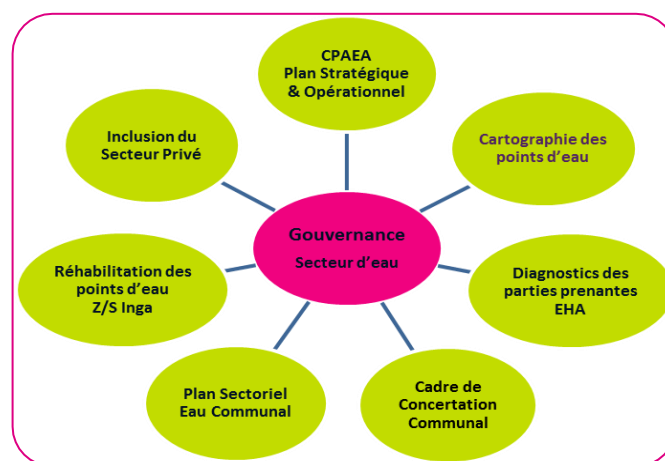 CPAEA
Plan Stratégique
& Opérationnel
Cartographie des
points d'eau
Diagnostics des
parties prenantes
EHA
Cadre de
Concertation
Communal
Plan Sectoriel
Eau Communal
Réhabilitation des
points d'eau
Z/S Inga
Inclusion du
Secteur Privé
Gouvernance
Secteur d'eau